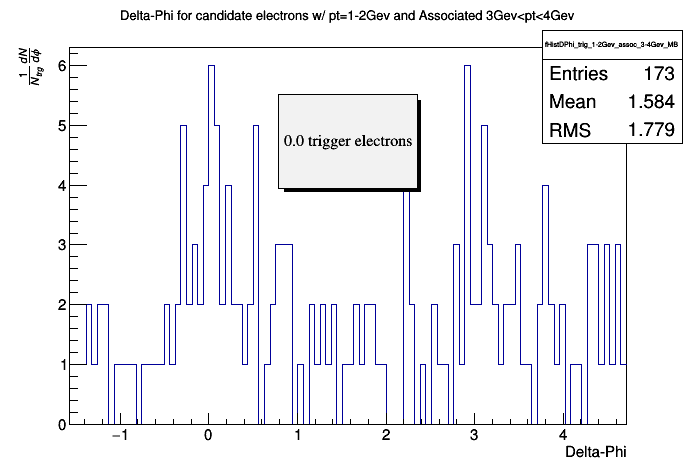 Delta-Phi for candidate electrons w/ pt=1-2Gev and Associated 3Gev<pt<4Gev
fHistDPhi_trig_1-2Gev_assoc_3-4Gev_MB
Entries 173
Mean 1.584
RMS 1.779
1/N_trg dN/dϕ
0.0 trigger electrons
6
5
4
3
2
1
0
−1 0 1 2 3 4
Delta-Phi